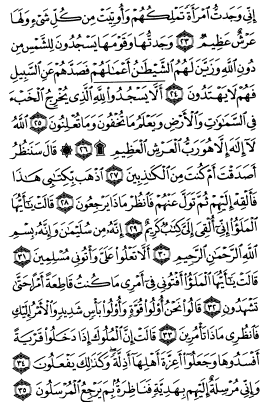 إِنِّي وَجَدتُّ ٱمْرَأَةً تَمْلِكُهُمْ وَأُوتِيَتْ مِن كُلِّ شَىْءٍ وَلَهَا
عَرْشٌ عَظِيمٌ ﴿٢٣﴾ وَجَدتُّهَا وَقَوْمَهَا يَسْجُدُونَ لِلشَّمْسِ مِن
دُونِ ٱللَّهِ وَزَيَّنَ لَهُمُ ٱلشَّيْطَٰنُ أَعْمَٰلَهُمْ فَصَدَّهُمْ عَنِ ٱلسَّبِيلِ
فَهُمْ لَا يَهْتَدُونَ ﴿٢٤﴾ أَلَّا يَسْجُدُوا۟ لِلَّهِ ٱلَّذِى يُخْرِجُ ٱلْخَبْءَ
فِى ٱلسَّمَٰوَٰتِ وَٱلْأَرْضِ وَيَعْلَمُ مَا تُخْفُونَ وَمَا تُعْلِنُونَ ﴿٢٥﴾
ٱللَّهُ لَآ إِلَٰهَ إِلَّا هُوَ رَبُّ ٱلْعَرْشِ ٱلْعَظِيمِ ۩ ﴿٢٦﴾ ۞ قَالَ سَنَنظُرُ
أَصَدَقْتَ أَمْ كُنتَ مِنَ ٱلْكَٰذِبِينَ ﴿٢٧﴾ ٱذْهَب بِّكِتَٰبِى هَٰذَا
فَأَلْقِهْ إِلَيْهِمْ ثُمَّ تَوَلَّ عَنْهُمْ فَٱنظُرْ مَاذَا يَرْجِعُونَ ﴿٢٨﴾ قَالَتْ يَٰٓأَيُّهَا
ٱلْمَلَؤُا۟ إِنِّىٓ أُلْقِىَ إِلَىَّ كِتَٰبٌ كَرِيمٌ ﴿٢٩﴾ إِنَّهُۥ مِن سُلَيْمَٰنَ وَإِنَّهُۥ بِسْمِ
ٱللَّهِ ٱلرَّحْمَٰنِ ٱلرَّحِيمِ ﴿٣٠﴾ أَلَّا تَعْلُوا۟ عَلَىَّ وَأْتُونِى مُسْلِمِينَ ﴿٣١﴾
قَالَتْ يَٰٓأَيُّهَا ٱلْمَلَؤُا۟ أَفْتُونِى فِىٓ أَمْرِى مَا كُنتُ قَاطِعَةً أَمْرًا حَتَّىٰ
تَشْهَدُونِ ﴿٣٢﴾ قَالُوا۟ نَحْنُ أُو۟لُوا۟ قُوَّةٍ وَأُو۟لُوا۟ بَأْسٍ شَدِيدٍ وَٱلْأَمْرُ إِلَيْكِ
فَٱنظُرِى مَاذَا تَأْمُرِينَ ﴿٣٣﴾ قَالَتْ إِنَّ ٱلْمُلُوكَ إِذَا دَخَلُوا۟ قَرْيَةً
أَفْسَدُوهَا وَجَعَلُوٓا۟ أَعِزَّةَ أَهْلِهَآ أَذِلَّةً وَكَذَٰلِكَ يَفْعَلُونَ ﴿٣٤﴾
وَإِنِّى مُرْسِلَةٌ إِلَيْهِم بِهَدِيَّةٍ فَنَاظِرَةٌۢ بِمَ يَرْجِعُ ٱلْمُرْسَلُونَ ﴿٣٥﴾